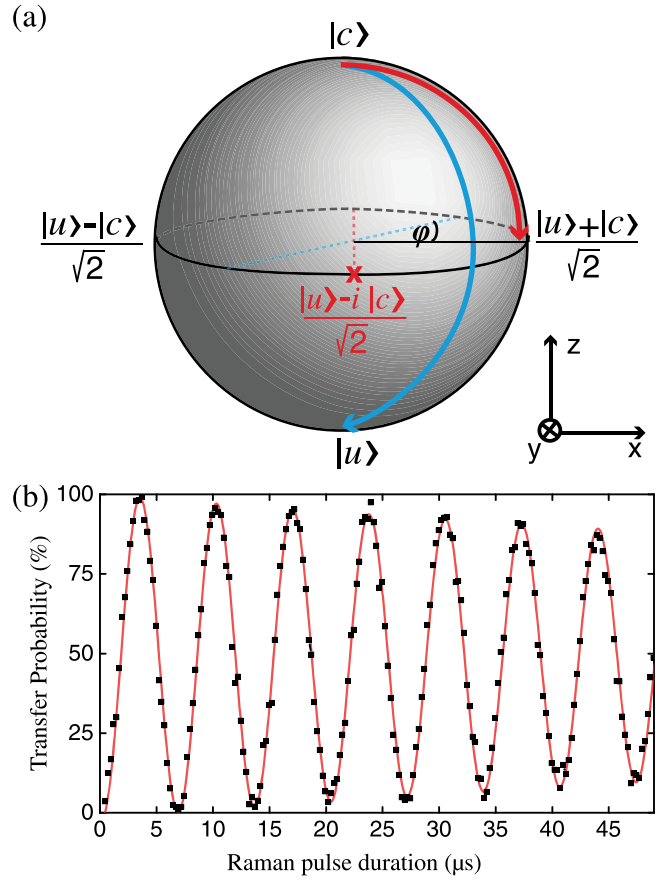 (a)
|c⟩
|u⟩-|c⟩
√2
φ
|u⟩+|c⟩
√2
x
|u⟩-i |c⟩
√2
z
y
x
|u⟩
(b)
100
75
50
25
0
Transfer Probability (%)
0 5 10 15 20 25 30 35 40 45
Raman pulse duration (μs)